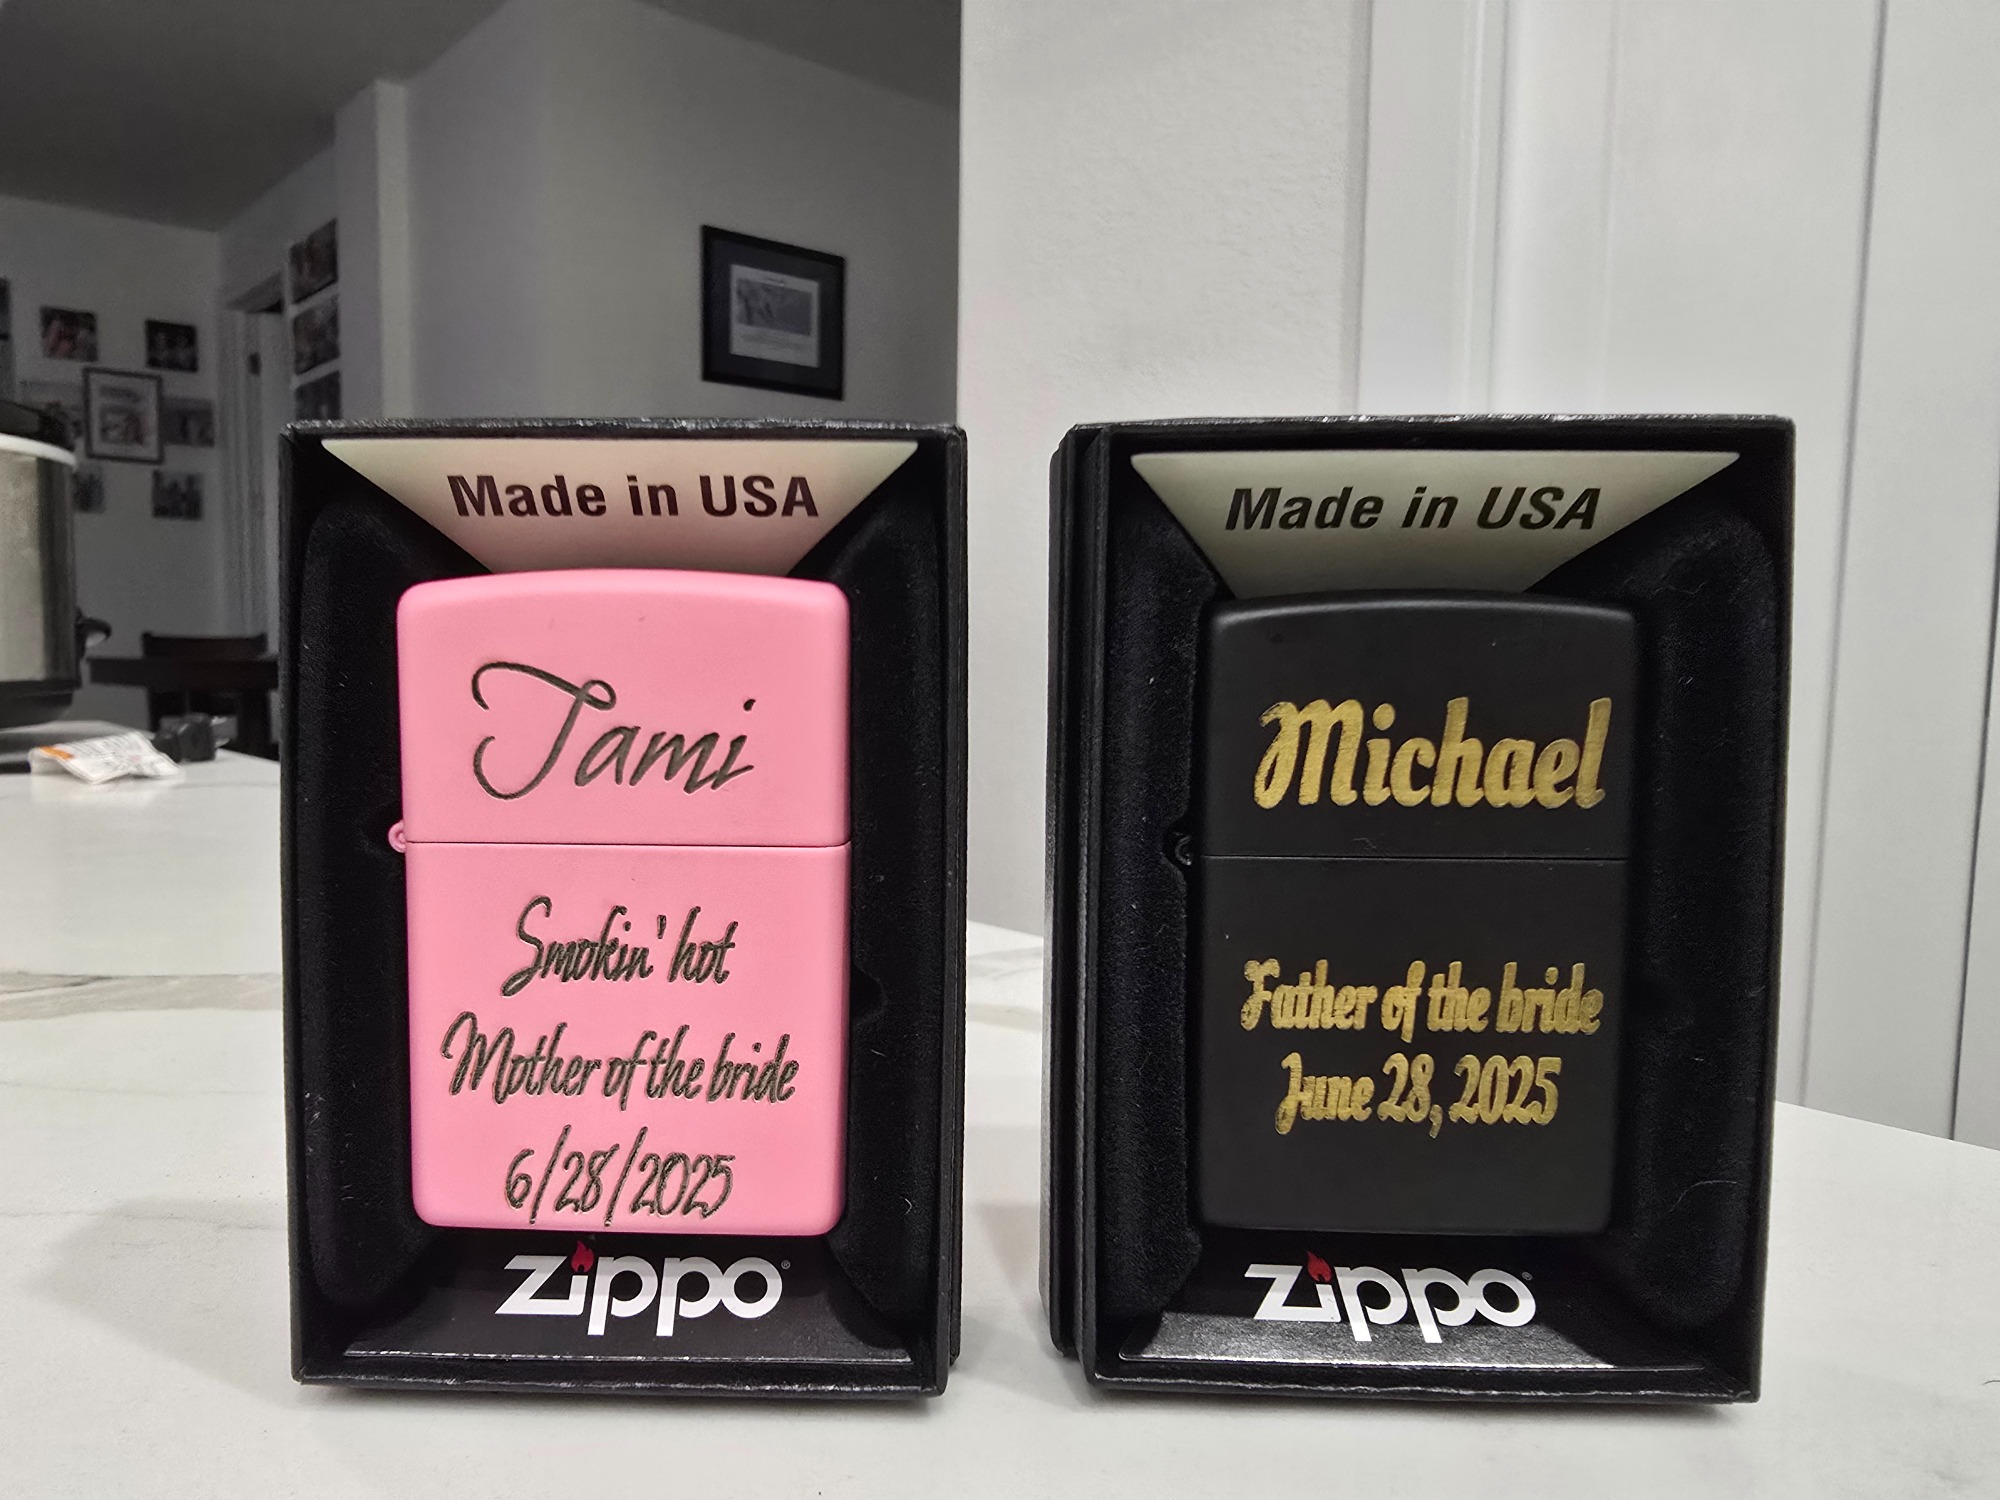 Made in USA
Tami
Smokin' hot
Mother of the bride
6/28/2025
Zippo®
Made in USA
Michael
Father of the bride
June 28, 2025
Zippo®